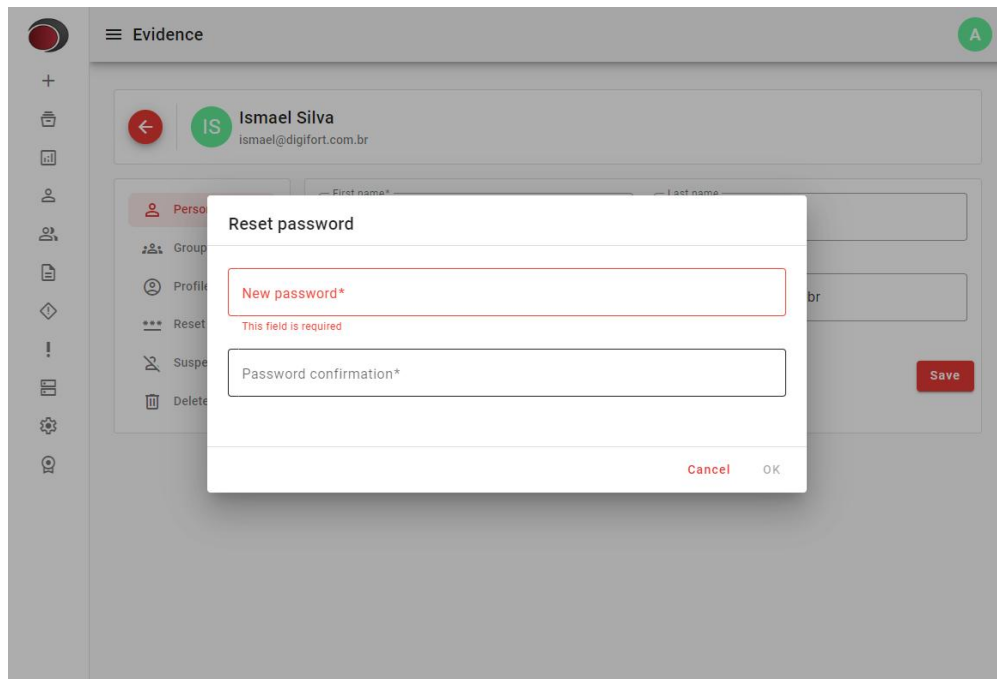 Evidence
A
IS
Ismael Silva
ismael@digifort.com.br
First name*
Last name
Perso
Group
Profile
Reset
Suspe
Delete
br
Save
Reset password
New password*
This field is required
Password confirmation*
Cancel OK